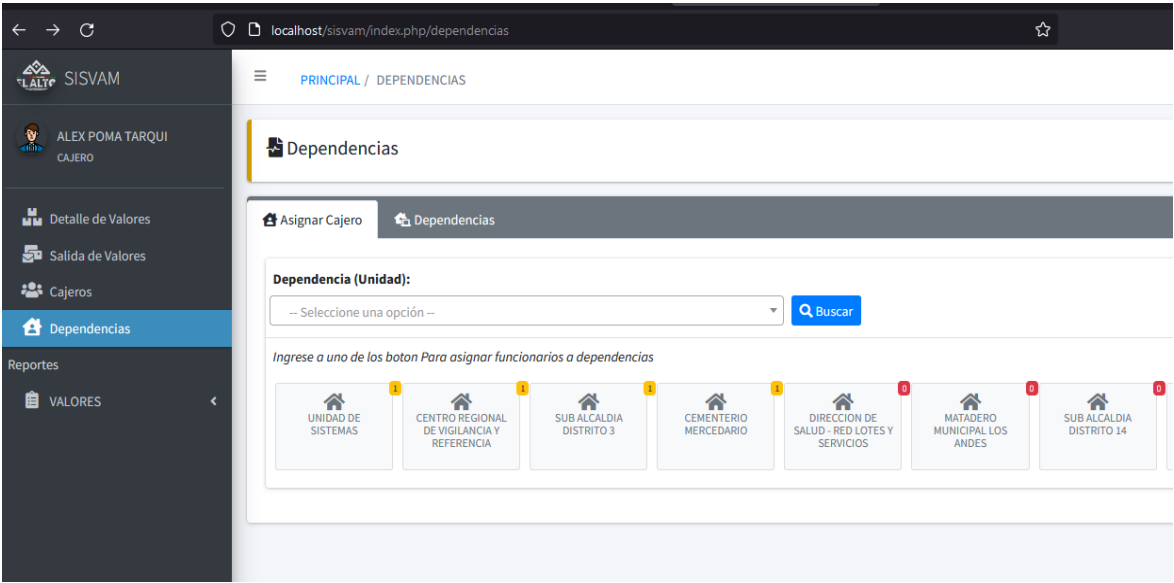 localhost/sisvam/index.php/dependencias
EL ALTO
SISVAM
PRINCIPAL / DEPENDENCIAS
ALEX POMA TARQUI
CAJERO
Dependencias
Detalle de Valores
Salida de Valores
Cajeros
Dependencias
Reportes
VALORES
Asignar Cajero
Dependencias
Dependencia (Unidad):
-- Seleccione una opción --
Buscar
Ingrese a uno de los boton Para asignar funcionarios a dependencias
1
UNIDAD DE
SISTEMAS
1
CENTRO REGIONAL
DE VIGILANCIA Y
REFERENCIA
1
SUB ALCALDIA
DISTRITO 3
1
CEMENTERIO
MERCEDARIO
0
DIRECCION DE
SALUD - RED LOTES Y
SERVICIOS
0
MATADERO
MUNICIPAL LOS
ANDES
0
SUB ALCALDIA
DISTRITO 14